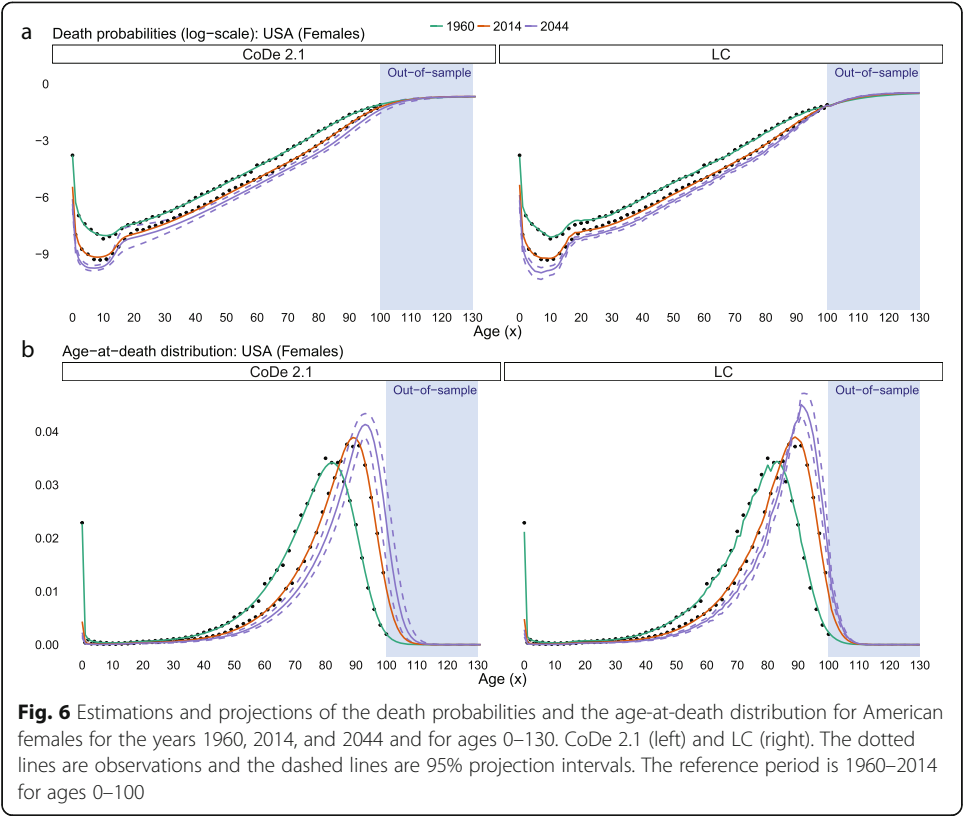 a Death probabilities (log−scale): USA (Females) 1960 2014 2044
CoDe 2.1 LC
Out−of−sample Out−of−sample
0
−3
−6
−9
0 10 20 30 40 50 60 70 80 90 100 110 120 130 0 10 20 30 40 50 60 70 80 90 100 110 120 130
Age (x)
b Age−at−death distribution: USA (Females)
CoDe 2.1 LC
Out−of−sample Out−of−sample
0.04
0.03
0.02
0.01
0.00
0 10 20 30 40 50 60 70 80 90 100 110 120 130 0 10 20 30 40 50 60 70 80 90 100 110 120 130
Age (x)
Fig. 6 Estimations and projections of the death probabilities and the age-at-death distribution for American
females for the years 1960, 2014, and 2044 and for ages 0–130. CoDe 2.1 (left) and LC (right). The dotted
lines are observations and the dashed lines are 95% projection intervals. The reference period is 1960–2014
for ages 0–100